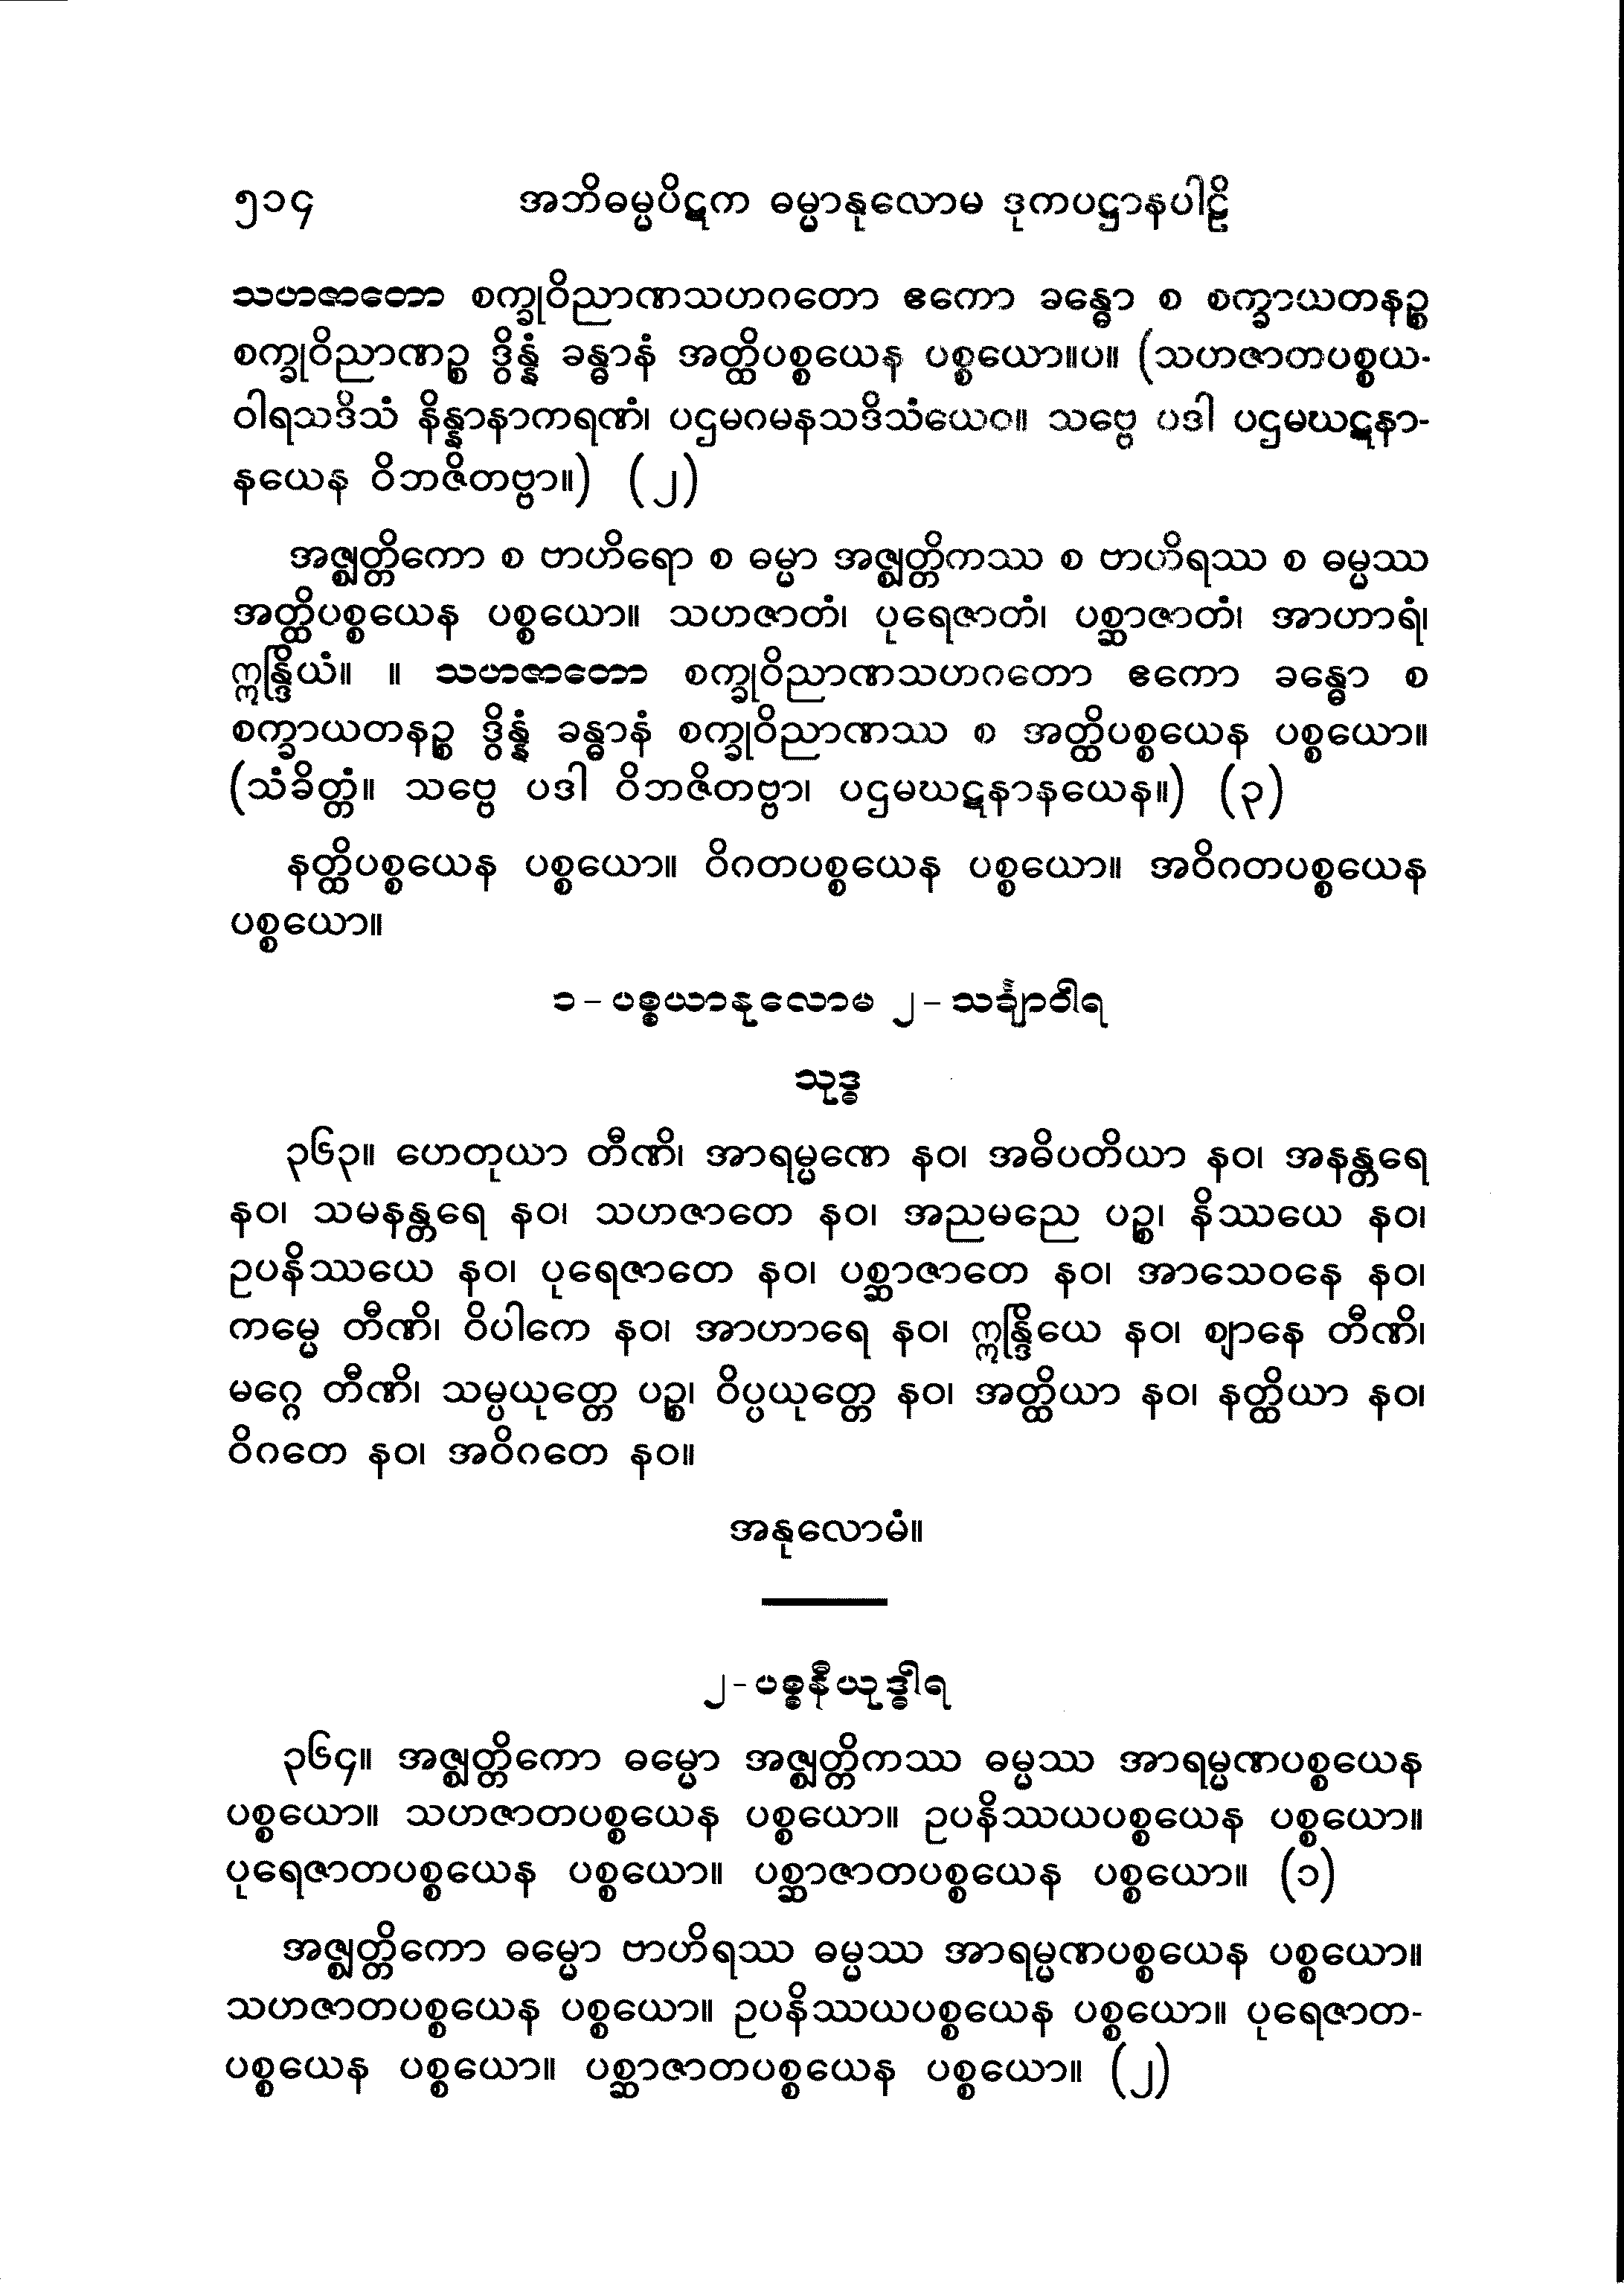 ၅၁၄ အဘိဓမ္မပိဋက ဓမ္မာနုလောမ ဒုကပဋ္ဌာနပါဠိ
သဟဇာတော စက္ခုဝိညာဏသဟဂတော ဧကော ခန္ဓော စ စက္ခာယတနဉ္စ
စက္ခုဝိညာဏဉ္စ ဒွိန္နံ ခန္ဓာနံ အတ္ထိပစ္စယေန ပစ္စယော။ပ။ (သဟဇာတပစ္စယ-
ဝါရသဒိသံ နိန္နာနာကရဏံ၊ ပဌမဂမနသဒိသံယေဝ။ သဗ္ဗေ ပဒါ ပဌမဃဋနာ-
နယေန ဝိဘဇိတဗ္ဗာ။) (၂)
အဇ္ဈတ္တိကော စ ဗာဟိရော စ ဓမ္မာ အဇ္ဈတ္တိကဿ စ ဗာဟိရဿ စ ဓမ္မဿ
အတ္ထိပစ္စယေန ပစ္စယော။ သဟဇာတံ၊ ပုရေဇာတံ၊ ပစ္ဆာဇာတံ၊ အာဟာရံ၊
ဣန္ဒြိယံ။ ။ သဟဇာတော စက္ခုဝိညာဏသဟဂတော ဧကော ခန္ဓော စ
စက္ခာယတနဉ္စ ဒွိန္နံ ခန္ဓာနံ စက္ခုဝိညာဏဿ စ အတ္ထိပစ္စယေန ပစ္စယော။
(သံခိတ္တံ။ သဗ္ဗေ ပဒါ ဝိဘဇိတဗ္ဗာ၊ ပဌမဃဋနာနယေန။) (၃)
နတ္ထိပစ္စယေန ပစ္စယော။ ဝိဂတပစ္စယေန ပစ္စယော။ အဝိဂတပစ္စယေန
ပစ္စယော။
၁ – ပစ္စယာနုလောမ ၂ – သင်္ချာဝါရ
သုဒ္ဓ
၃၆၃။ ဟေတုယာ တီဏိ၊ အာရမ္မဏေ နဝ၊ အဓိပတိယာ နဝ၊ အနန္တရေ
နဝ၊ သမနန္တရေ နဝ၊ သဟဇာတေ နဝ၊ အညမညေ ပဉ္စ၊ နိဿယေ နဝ၊
ဥပနိဿယေ နဝ၊ ပုရေဇာတေ နဝ၊ ပစ္ဆာဇာတေ နဝ၊ အာသေဝနေ နဝ၊
ကမ္မေ တီဏိ၊ ဝိပါကေ နဝ၊ အာဟာရေ နဝ၊ ဣန္ဒြိယေ နဝ၊ ဈာနေ တီဏိ၊
မဂ္ဂေ တီဏိ၊ သမ္ပယုတ္တေ ပဉ္စ၊ ဝိပ္ပယုတ္တေ နဝ၊ အတ္ထိယာ နဝ၊ နတ္ထိယာ နဝ၊
ဝိဂတေ နဝ၊ အဝိဂတေ နဝ။
အနုလောမံ။
၂ - ပစ္စနီယုဒ္ဓါရ
၃၆၄။ အဇ္ဈတ္တိကော ဓမ္မော အဇ္ဈတ္တိကဿ ဓမ္မဿ အာရမ္မဏပစ္စယေန
ပစ္စယော။ သဟဇာတပစ္စယေန ပစ္စယော။ ဥပနိဿယပစ္စယေန ပစ္စယော။
ပုရေဇာတပစ္စယေန ပစ္စယော။ ပစ္ဆာဇာတပစ္စယေန ပစ္စယော။ (၁)
အဇ္ဈတ္တိကော ဓမ္မော ဗာဟိရဿ ဓမ္မဿ အာရမ္မဏပစ္စယေန ပစ္စယော။
သဟဇာတပစ္စယေန ပစ္စယော။ ဥပနိဿယပစ္စယေန ပစ္စယော။ ပုရေဇာတ-
ပစ္စယေန ပစ္စယော။ ပစ္ဆာဇာတပစ္စယေန ပစ္စယော။ (၂)